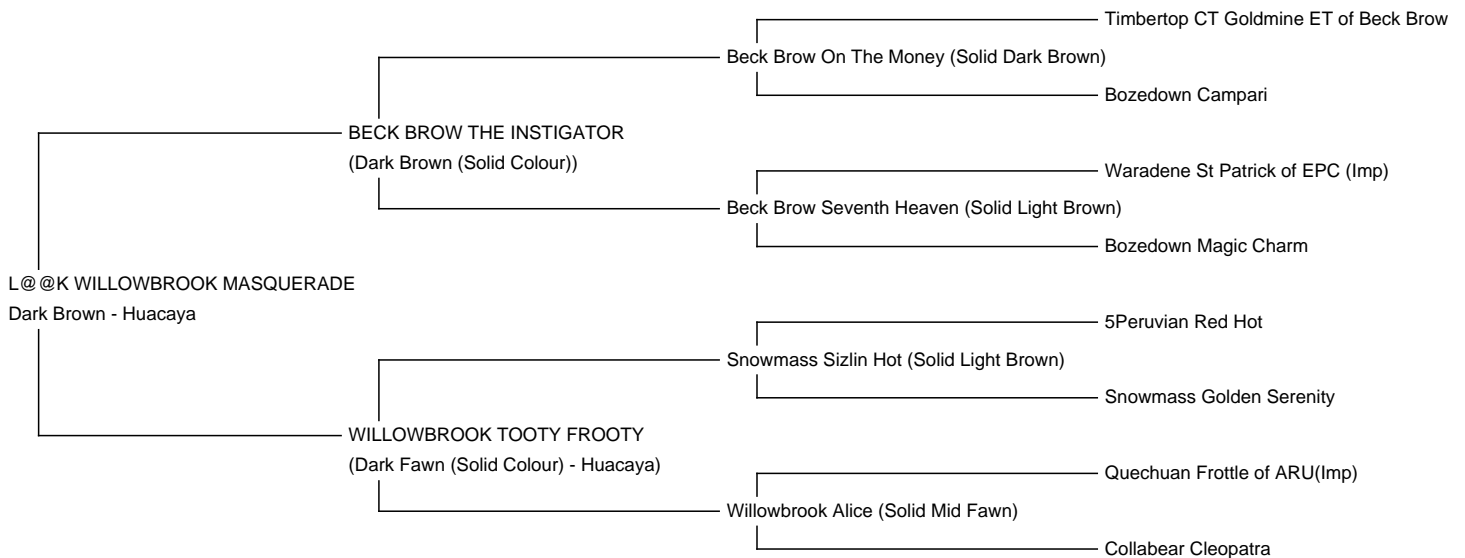 Timbertop CT Goldmine ET of Beck Brow
Beck Brow On The Money (Solid Dark Brown)
Bozedown Campari
BECK BROW THE INSTIGATOR
(Dark Brown (Solid Colour))
Waradene St Patrick of EPC (Imp)
Beck Brow Seventh Heaven (Solid Light Brown)
Bozedown Magic Charm
L@@K WILLOWBROOK MASQUERADE
Dark Brown - Huacaya
5Peruvian Red Hot
Snowmass Sizlin Hot (Solid Light Brown)
Snowmass Golden Serenity
WILLOWBROOK TOOTY FROOTY
(Dark Fawn (Solid Colour) - Huacaya)
Quechuan Frottle of ARU(Imp)
Willowbrook Alice (Solid Mid Fawn)
Collabear Cleopatra